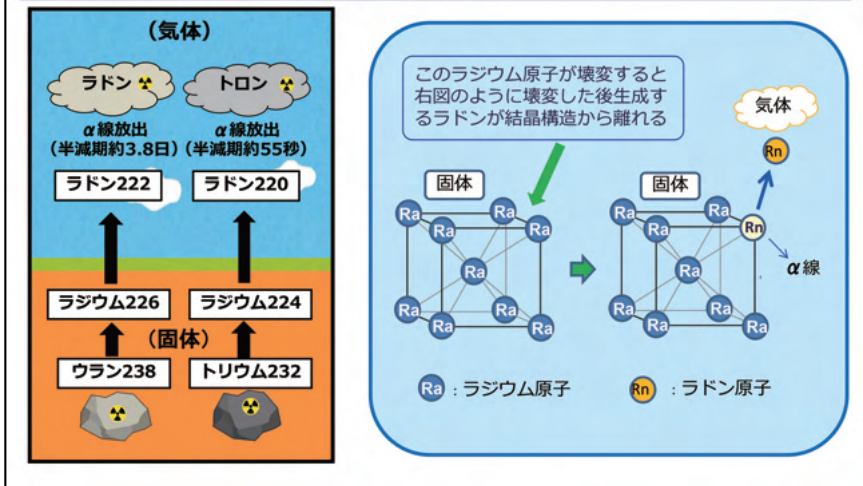 (気体)
ラドン
トロン
α線放出
(半減期約3.8日)
α線放出
(半減期約55秒)
ラドン222
ラドン220
ラジウム226
ラジウム224
(固体)
ウラン238
トリウム232
このラジウム原子が壊変すると
右図のように壊変した後生成す
るラドンが結晶構造から離れる
気体
Rn
固体
Ra
Ra
Ra
Ra
Ra
Ra
Ra
Ra
Ra
固体
Ra
Ra
Ra
Rn
α線
Ra
Ra
Ra
Ra
Ra
Ra
:ラジウム原子
Rn
:ラドン原子